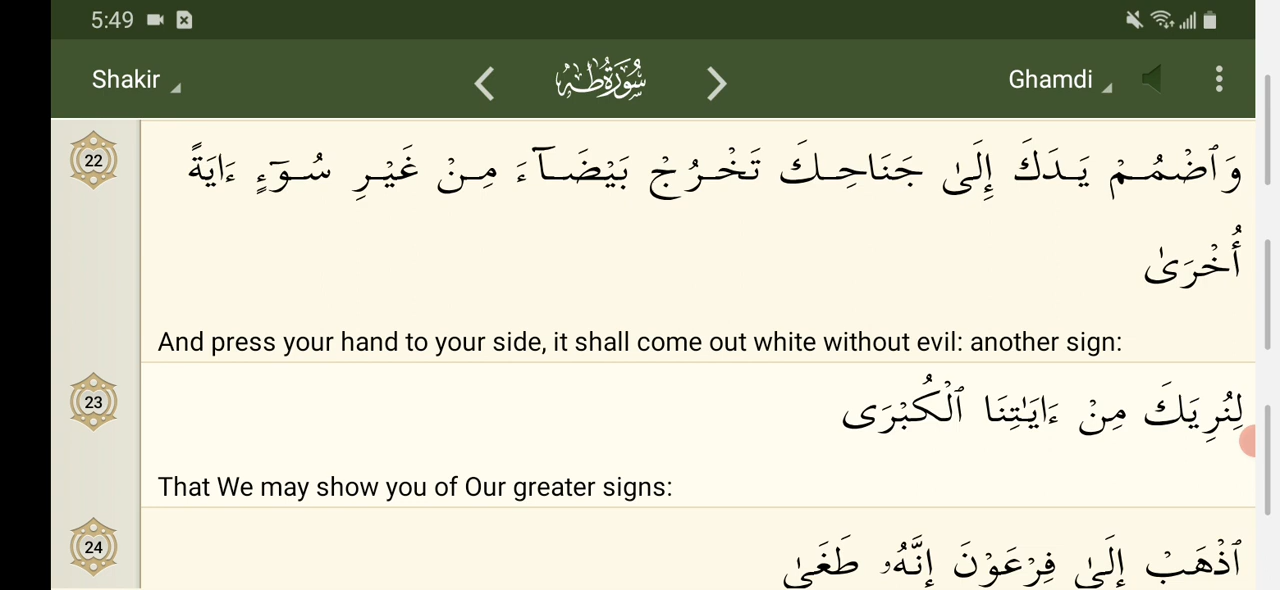 5:49
Shakir
سُورَةُ طه
Ghamdi
22
وَٱضْمُمْ يَدَكَ إِلَىٰ جَنَاحِكَ تَخْرُجْ بَيْضَآءَ مِنْ غَيْرِ سُوٓءٍ ءَايَةً
أُخْرَىٰ
And press your hand to your side, it shall come out white without evil: another sign:
23
لِنُرِيَكَ مِنْ ءَايَـٰتِنَا ٱلْكُبْرَى
That We may show you of Our greater signs:
24
ٱذْهَبْ إِلَىٰ فِرْعَوْنَ إِنَّهُۥ طَغَىٰ